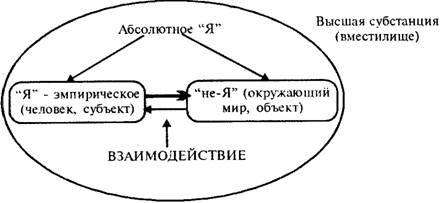 Абсолютное “Я”
Высшая субстанция
(вместилище)
“Я” - эмпирическое
(человек, субъект)
“не-Я” (окружающий
мир, объект)
ВЗАИМОДЕЙСТВИЕ